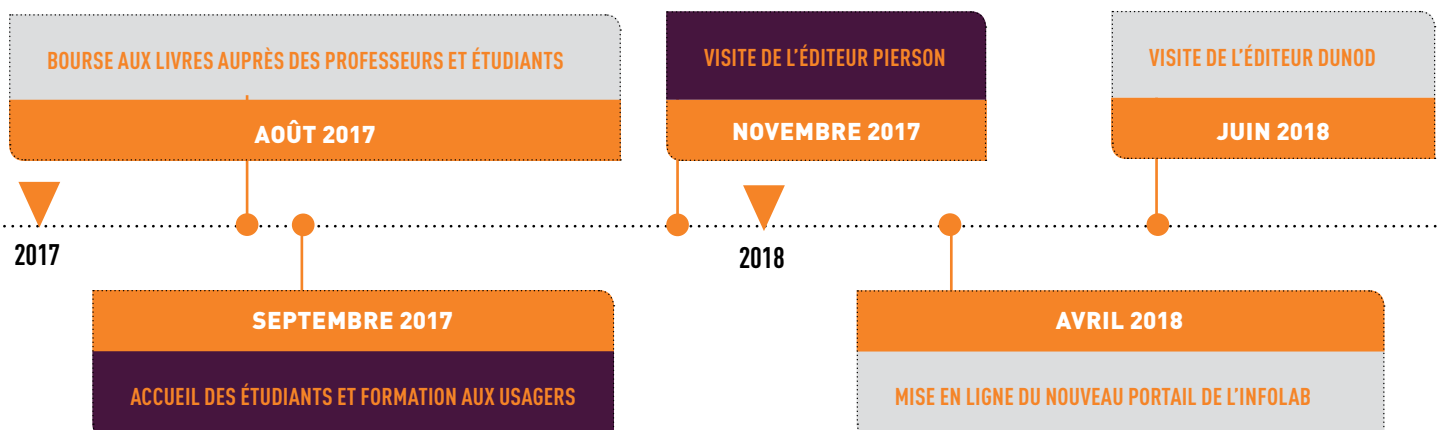 BOURSE AUX LIVRES AUPRÈS DES PROFESSEURS ET ÉTUDIANTS
AOÛT 2017
VISITE DE L'ÉDITEUR PIERSON
NOVEMBRE 2017
VISITE DE L'ÉDITEUR DUNOD
JUIN 2018
2017
2018
SEPTEMBRE 2017
ACCUEIL DES ÉTUDIANTS ET FORMATION AUX USAGERS
AVRIL 2018
MISE EN LIGNE DU NOUVEAU PORTAIL DE L'INFOLAB